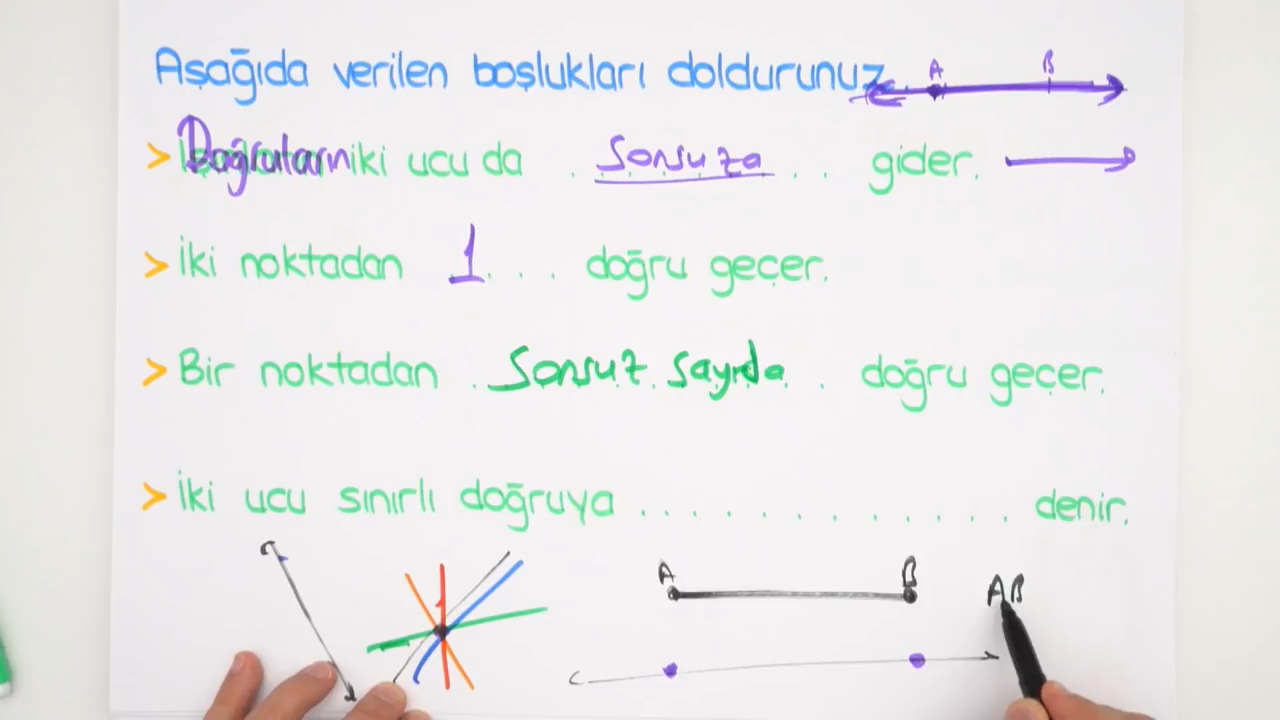 Aşağıda verilen boşlukları doldurunuz.
A B
> Doğruların iki ucu da sonsuza gider.
> İki noktadan 1 doğru geçer.
> Bir noktadan sonsuz sayıda doğru geçer.
> İki ucu sınırlı doğruya . . . . . . . . . . . . . denir.
A B AB